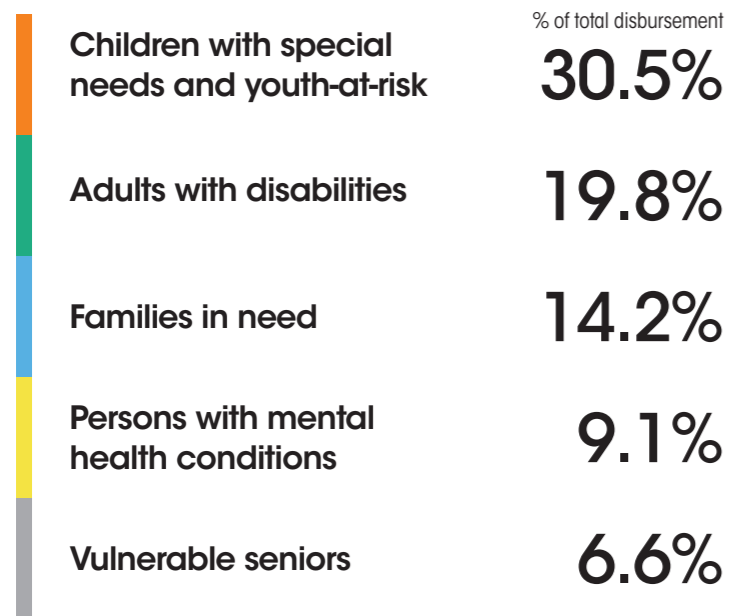 % of total disbursement
Children with special
needs and youth-at-risk
30.5%
Adults with disabilities
19.8%
Families in need
14.2%
Persons with mental
health conditions
9.1%
Vulnerable seniors
6.6%